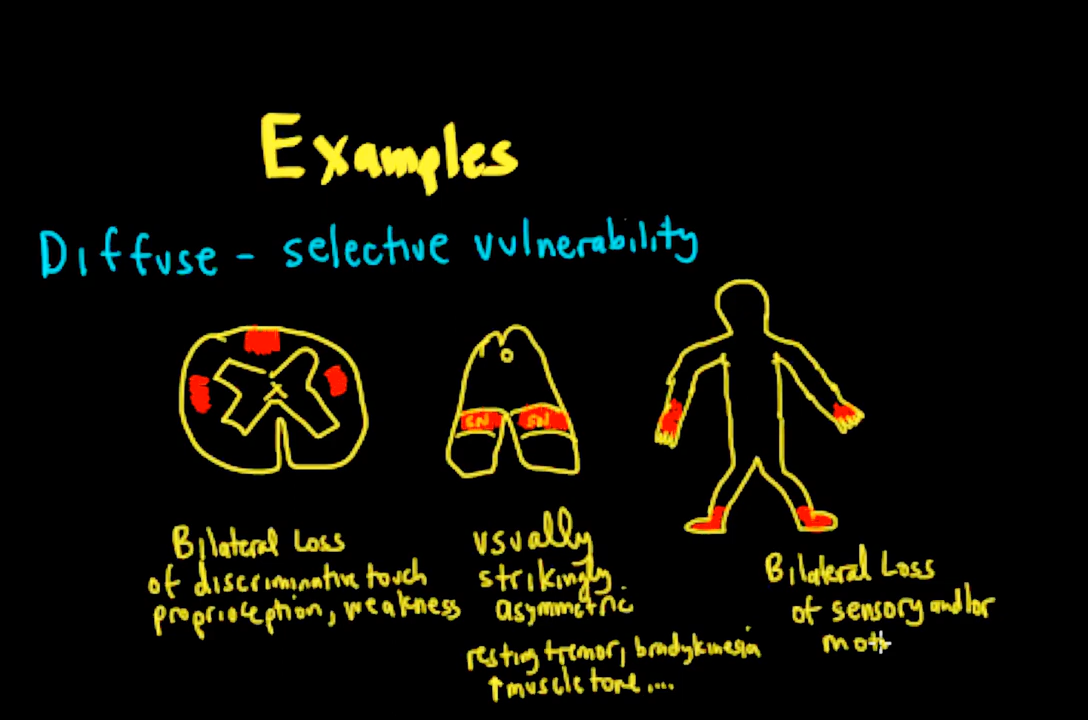 Examples
Diffuse - selective vulnerability
SN SN
Bilateral Loss
of discriminative touch
proprioception, weakness
usually
strikingly
asymmetric
resting tremor, bradykinesia
↑muscle tone....
Bilateral Loss
of sensory and/or
mot